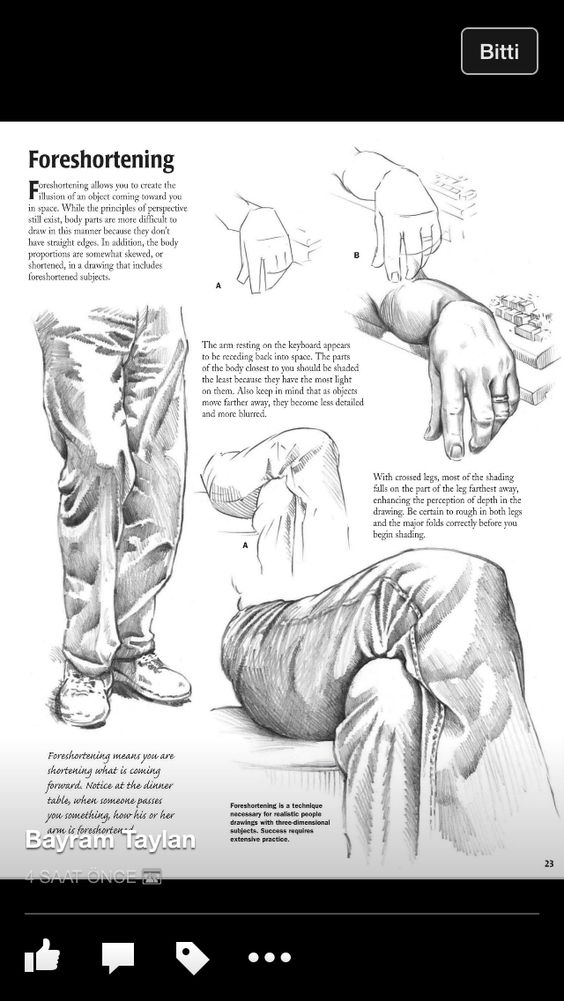 Bitti
Foreshortening
Foreshortening allows you to create the
illusion of an object coming toward you
in space. While the principles of perspective
still exist, body parts are more difficult to
draw in this manner because they don't
have straight edges. In addition, the body
proportions are somewhat skewed, or
shortened, in a drawing that includes
foreshortened subjects.
A
B
The arm resting on the keyboard appears
to be receding back into space. The parts
of the body closest to you should be shaded
the least because they have the most light
on them. Also keep in mind that as objects
move farther away, they become less detailed
and more blurred.
With crossed legs, most of the shading
falls on the part of the leg farthest away,
enhancing the perception of depth in the
drawing. Be certain to rough in both legs
and the major folds correctly before you
begin shading.
A
Foreshortening means you are
shortening what is coming
forward. Notice at the dinner
table, when someone passes
you something, how his or her
arm is foreshortened.
Foreshortening is a technique
necessary for realistic people
drawings with three-dimensional
subjects. Success requires
extensive practice.
23
Bayram Taylan
4 SAAT ÖNCE